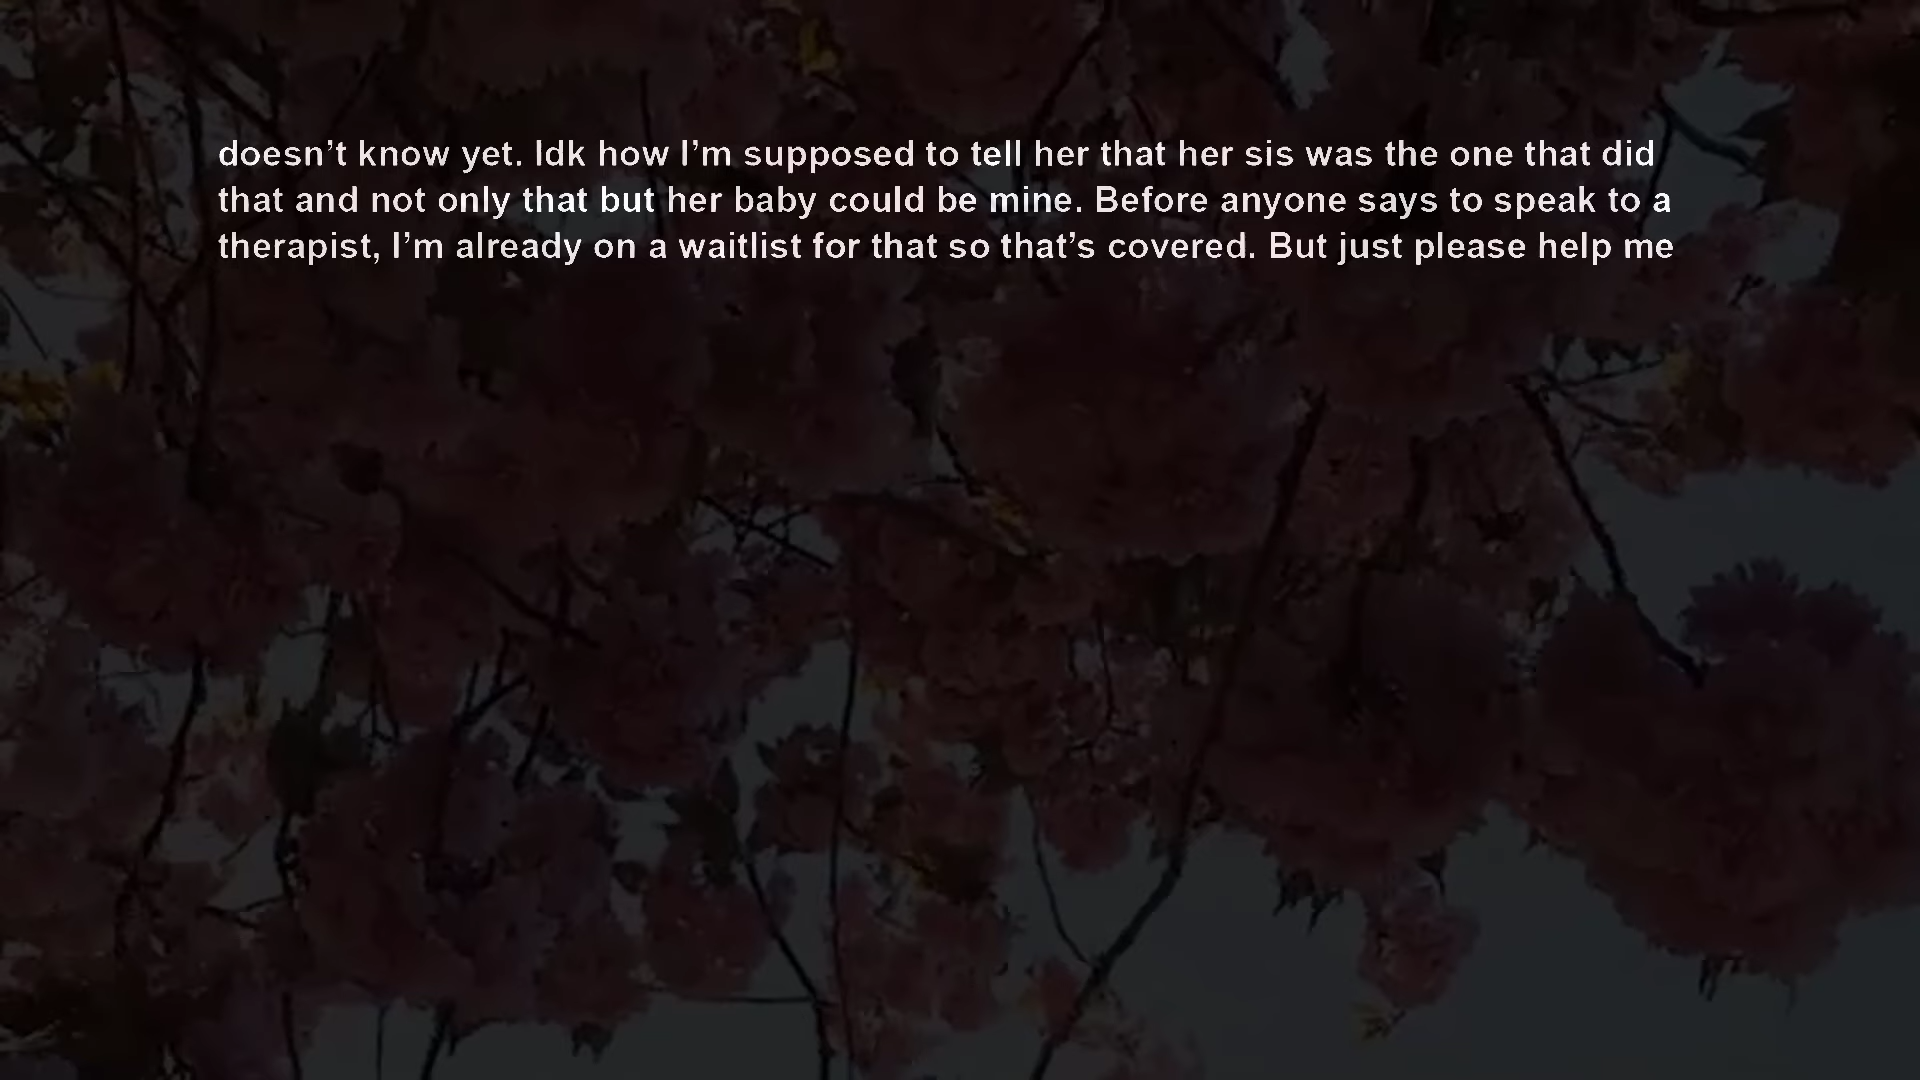 doesn’t know yet. Idk how I’m supposed to tell her that her sis was the one that did
that and not only that but her baby could be mine. Before anyone says to speak to a
therapist, I’m already on a waitlist for that so that’s covered. But just please help me